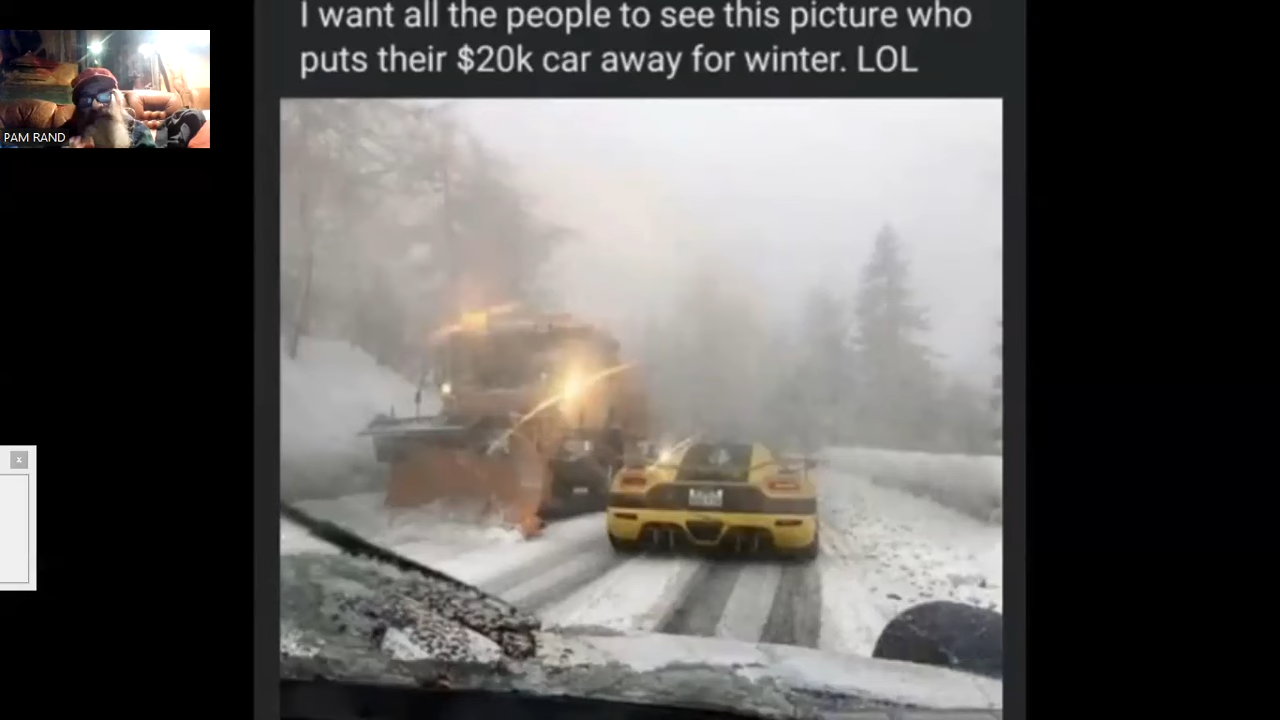 I want all the people to see this picture who
puts their $20k car away for winter. LOL
PAM RAND
x